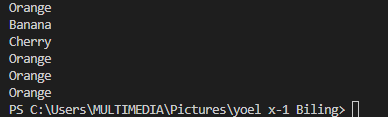 Orange
Banana
Cherry
Orange
Orange
Orange
PS C:\Users\MULTIMEDIA\Pictures\yoel x-1 Biling>